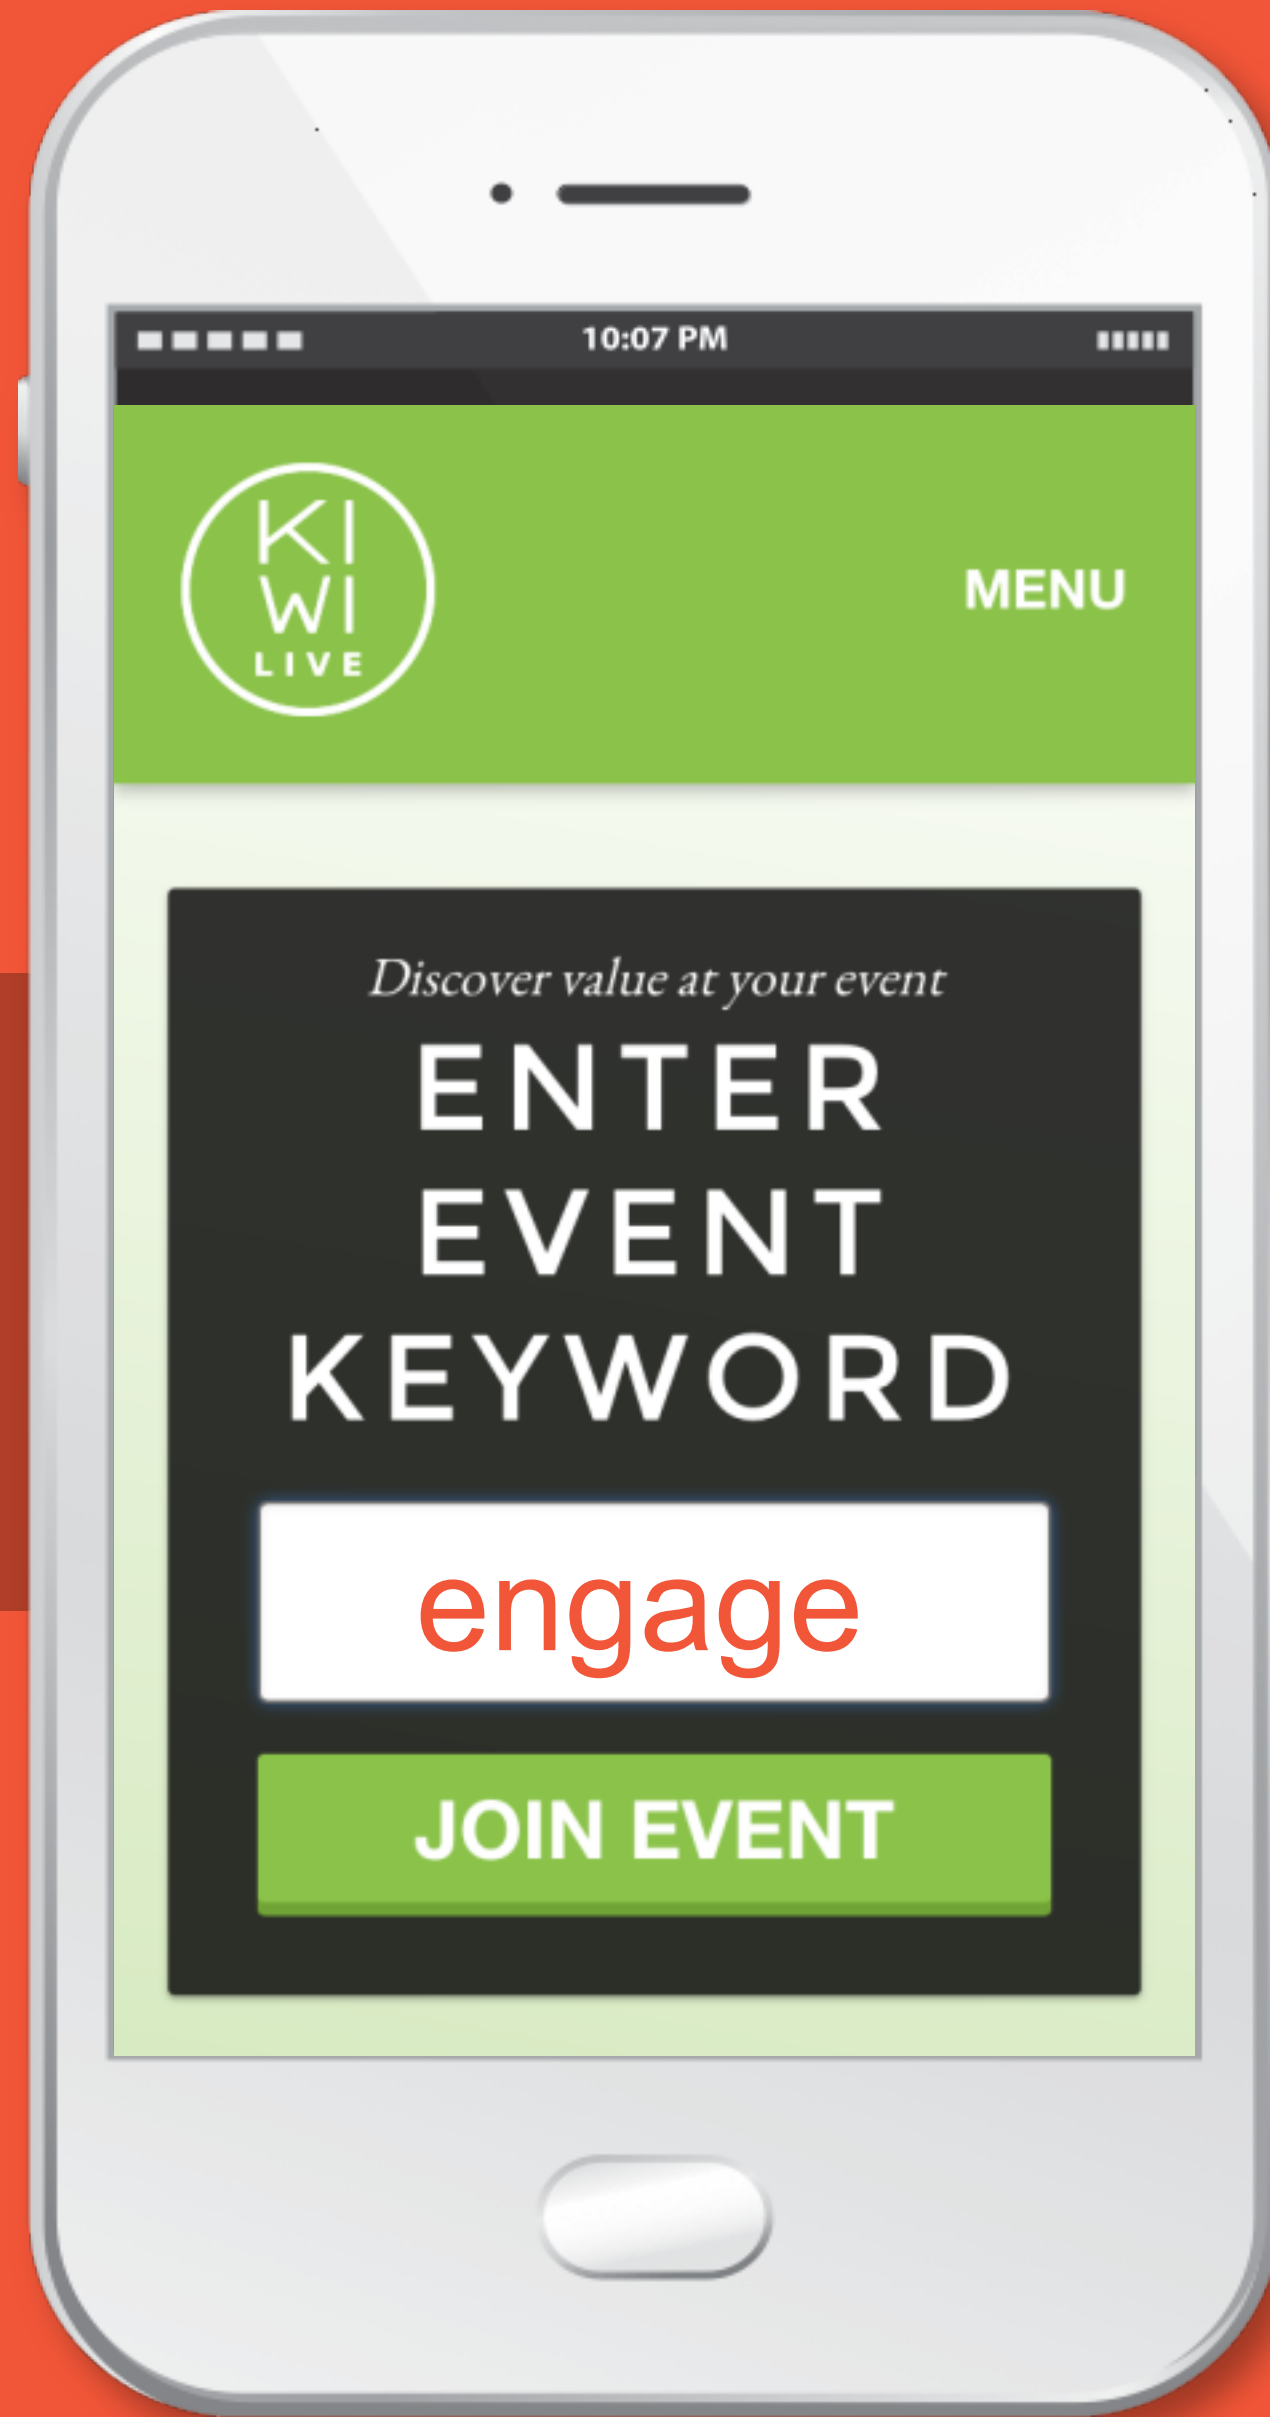 10:07 PM
KI
WI
LIVE
MENU
Discover value at your event
ENTER
EVENT
KEYWORD
engage
JOIN EVENT